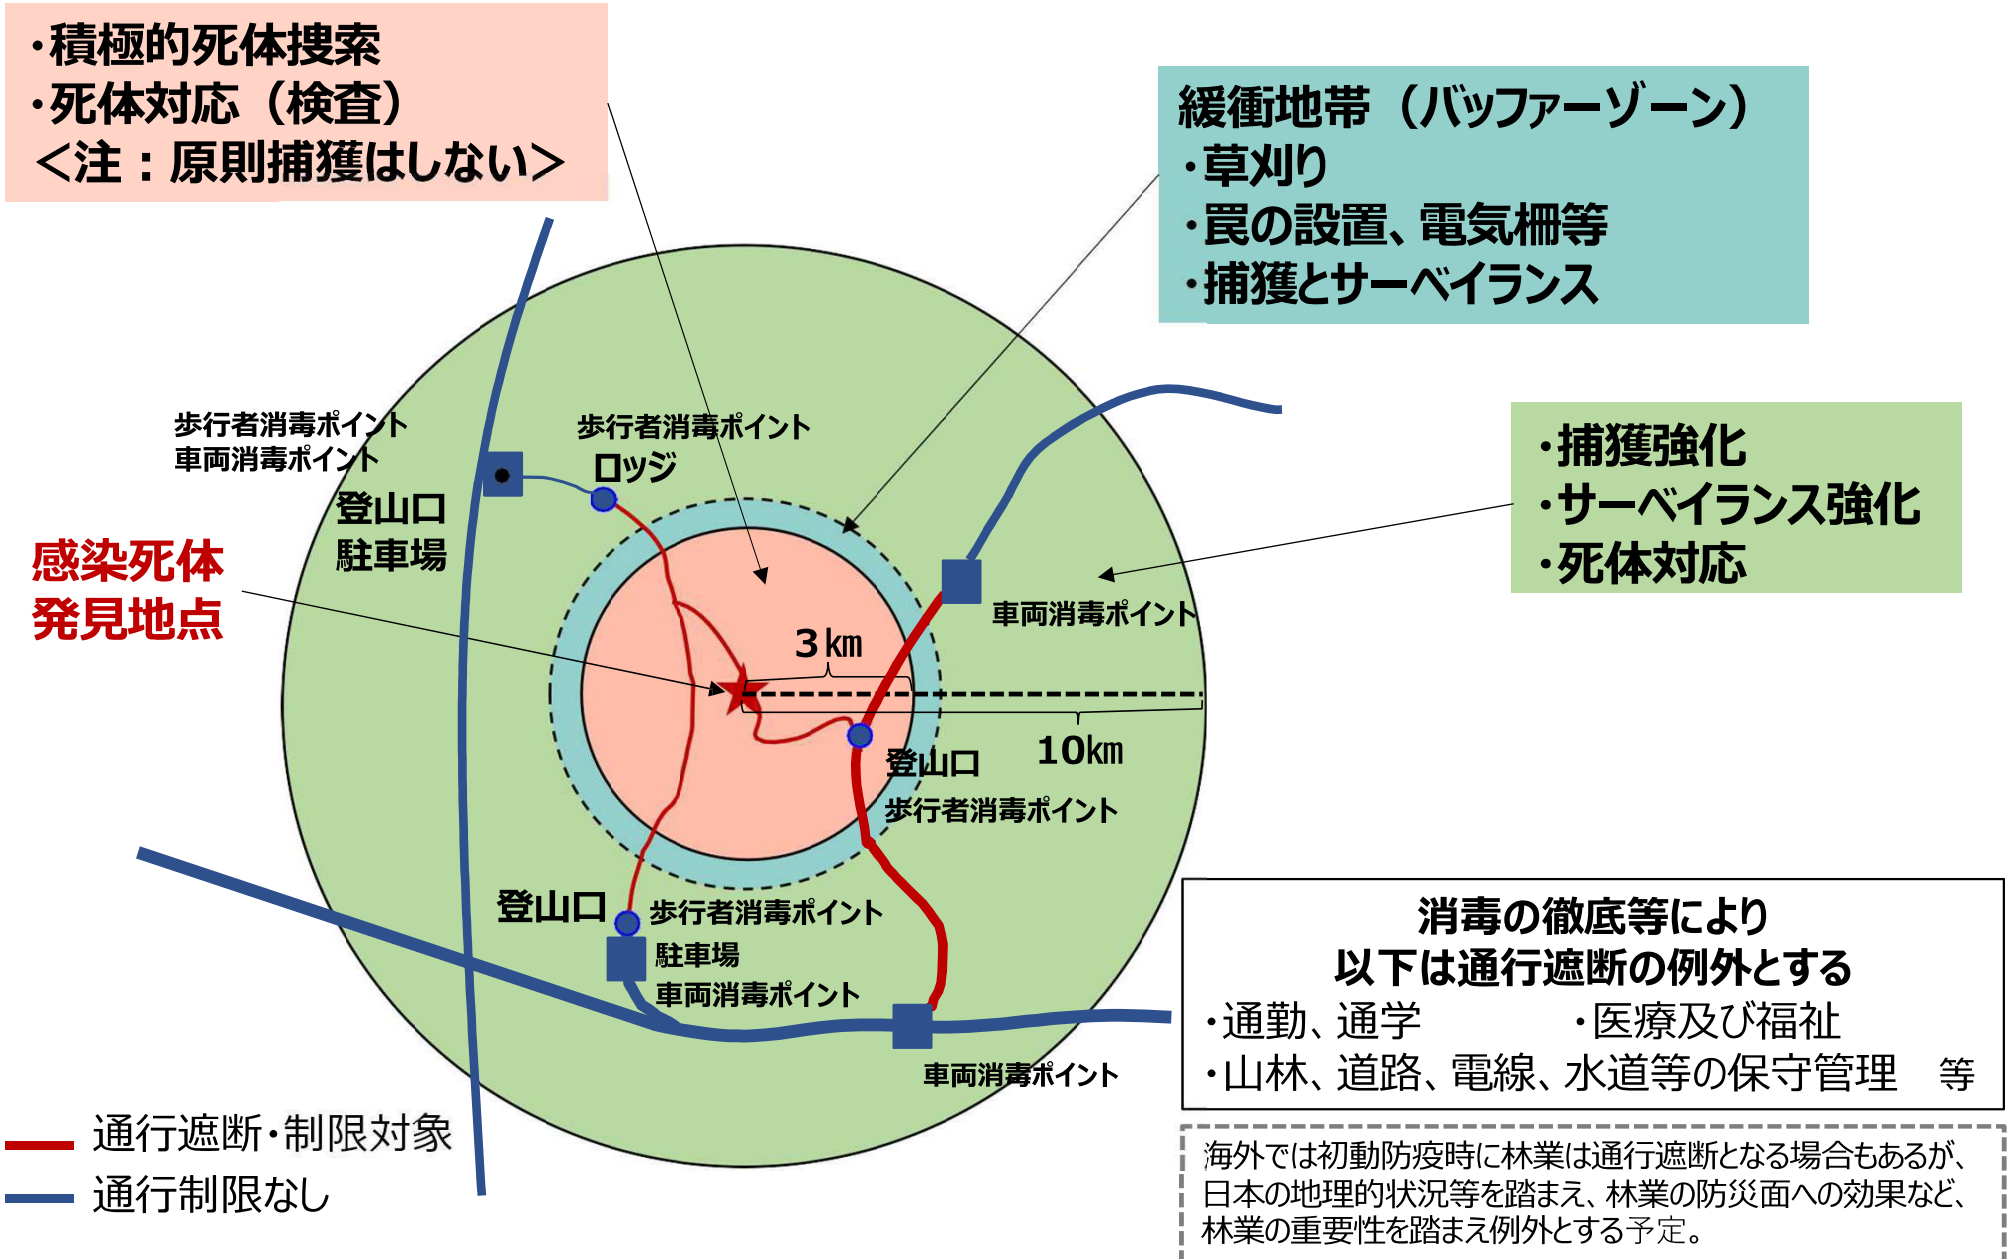 ・積極的死体捜索
・死体対応（検査）
＜注：原則捕獲はしない＞
緩衝地帯（バッファーゾーン）
・草刈り
・罠の設置、電気柵等
・捕獲とサーベイランス
・捕獲強化
・サーベイランス強化
・死体対応
歩行者消毒ポイント
車両消毒ポイント
登山口
駐車場
歩行者消毒ポイント
ロッジ
感染死体
発見地点
車両消毒ポイント
3㎞
10㎞
登山口
歩行者消毒ポイント
登山口
歩行者消毒ポイント
駐車場
車両消毒ポイント
車両消毒ポイント
消毒の徹底等により
以下は通行遮断の例外とする
・通勤、通学 ・医療及び福祉
・山林、道路、電線、水道等の保守管理 等
通行遮断・制限対象
通行制限なし
海外では初動防疫時に林業は通行遮断となる場合もあるが、
日本の地理的状況等を踏まえ、林業の防災面への効果など、
林業の重要性を踏まえ例外とする予定。